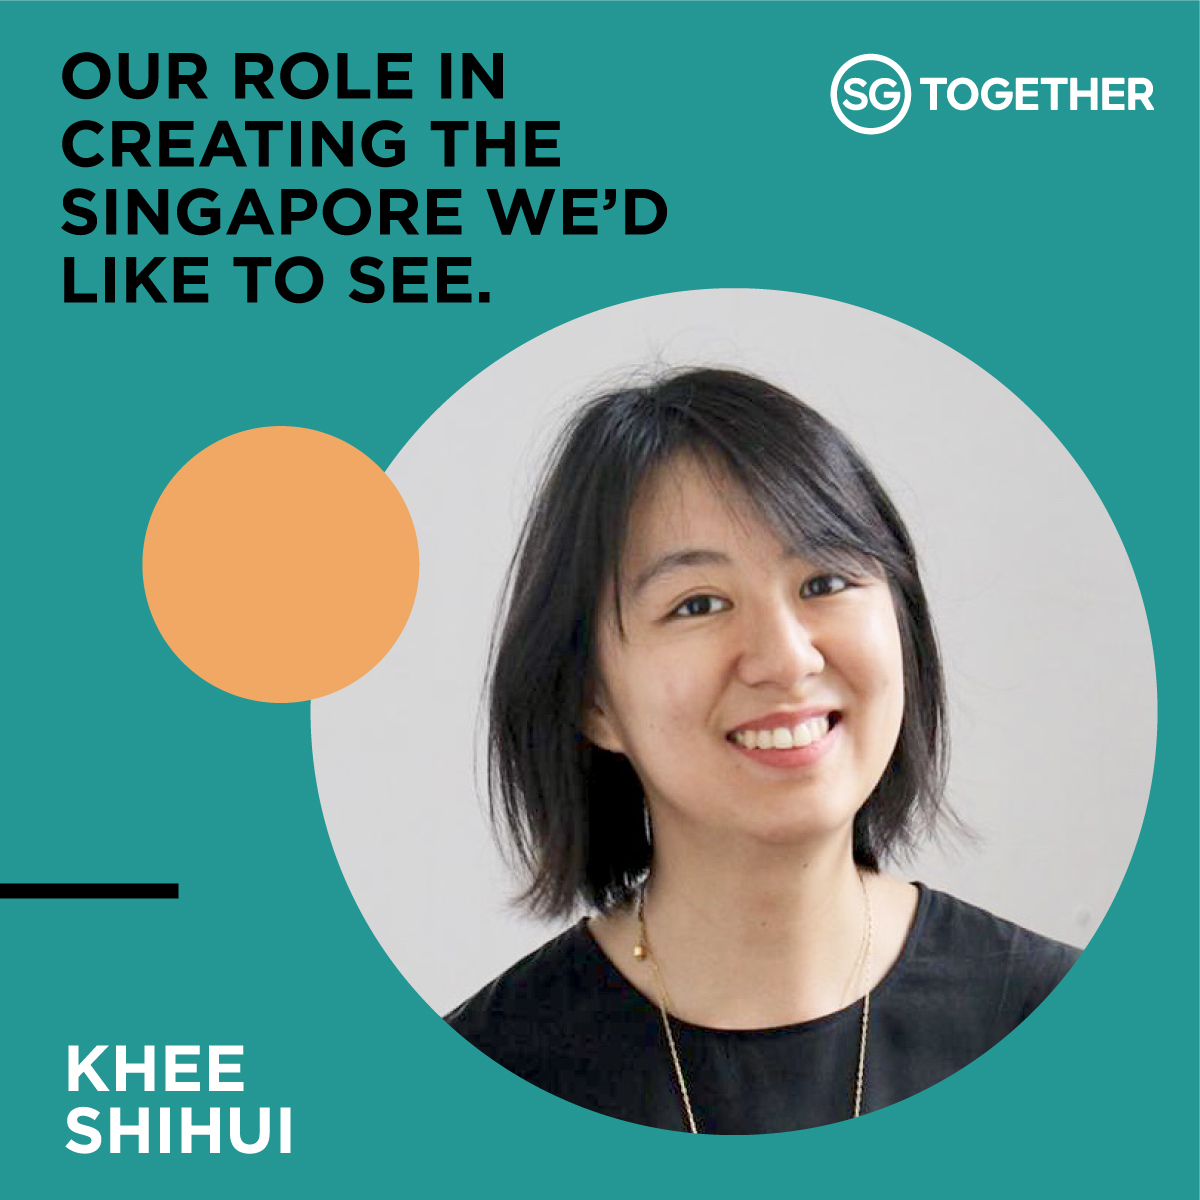 OUR ROLE IN
CREATING THE
SINGAPORE WE’D
LIKE TO SEE.
SG TOGETHER
KHEE
SHIHUI